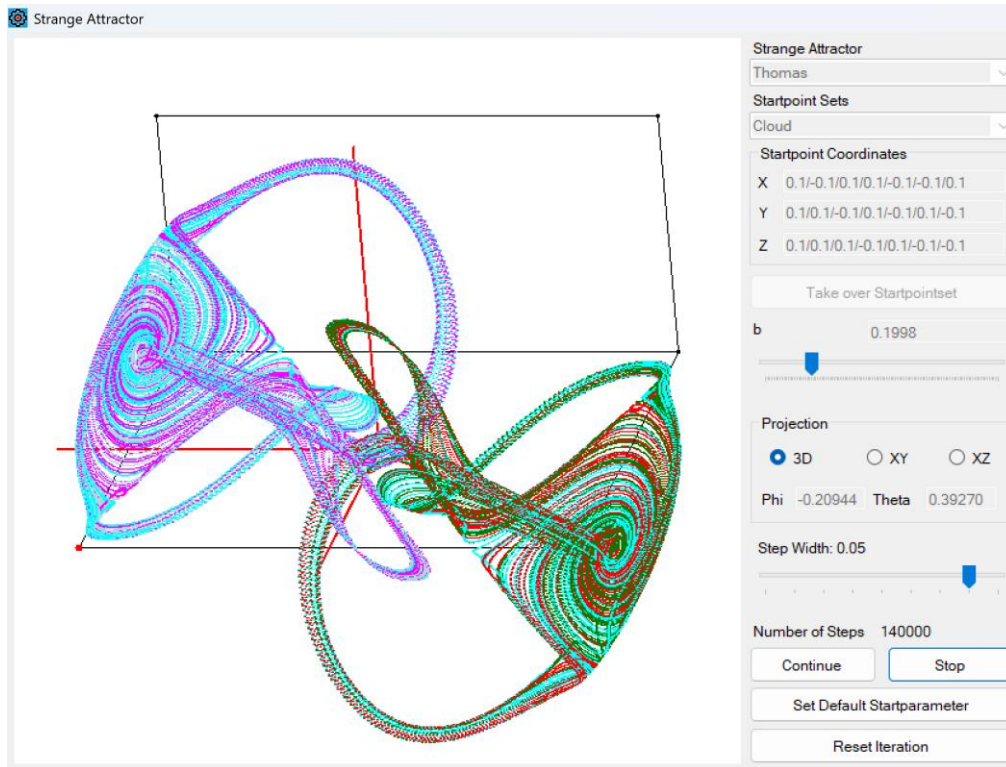 Strange Attractor
Strange Attractor
Thomas
Startpoint Sets
Cloud
Startpoint Coordinates
X 0.1/-0.1/0.1/0.1/-0.1/-0.1/0.1
Y 0.1/0.1/-0.1/0.1/-0.1/0.1/-0.1
Z 0.1/0.1/0.1/-0.1/0.1/-0.1/-0.1
Take over Startpointset
b 0.1998
Projection
3D XY XZ
Phi -0.20944 Theta 0.39270
Step Width: 0.05
Number of Steps 140000
Continue Stop
Set Default Startparameter
Reset Iteration